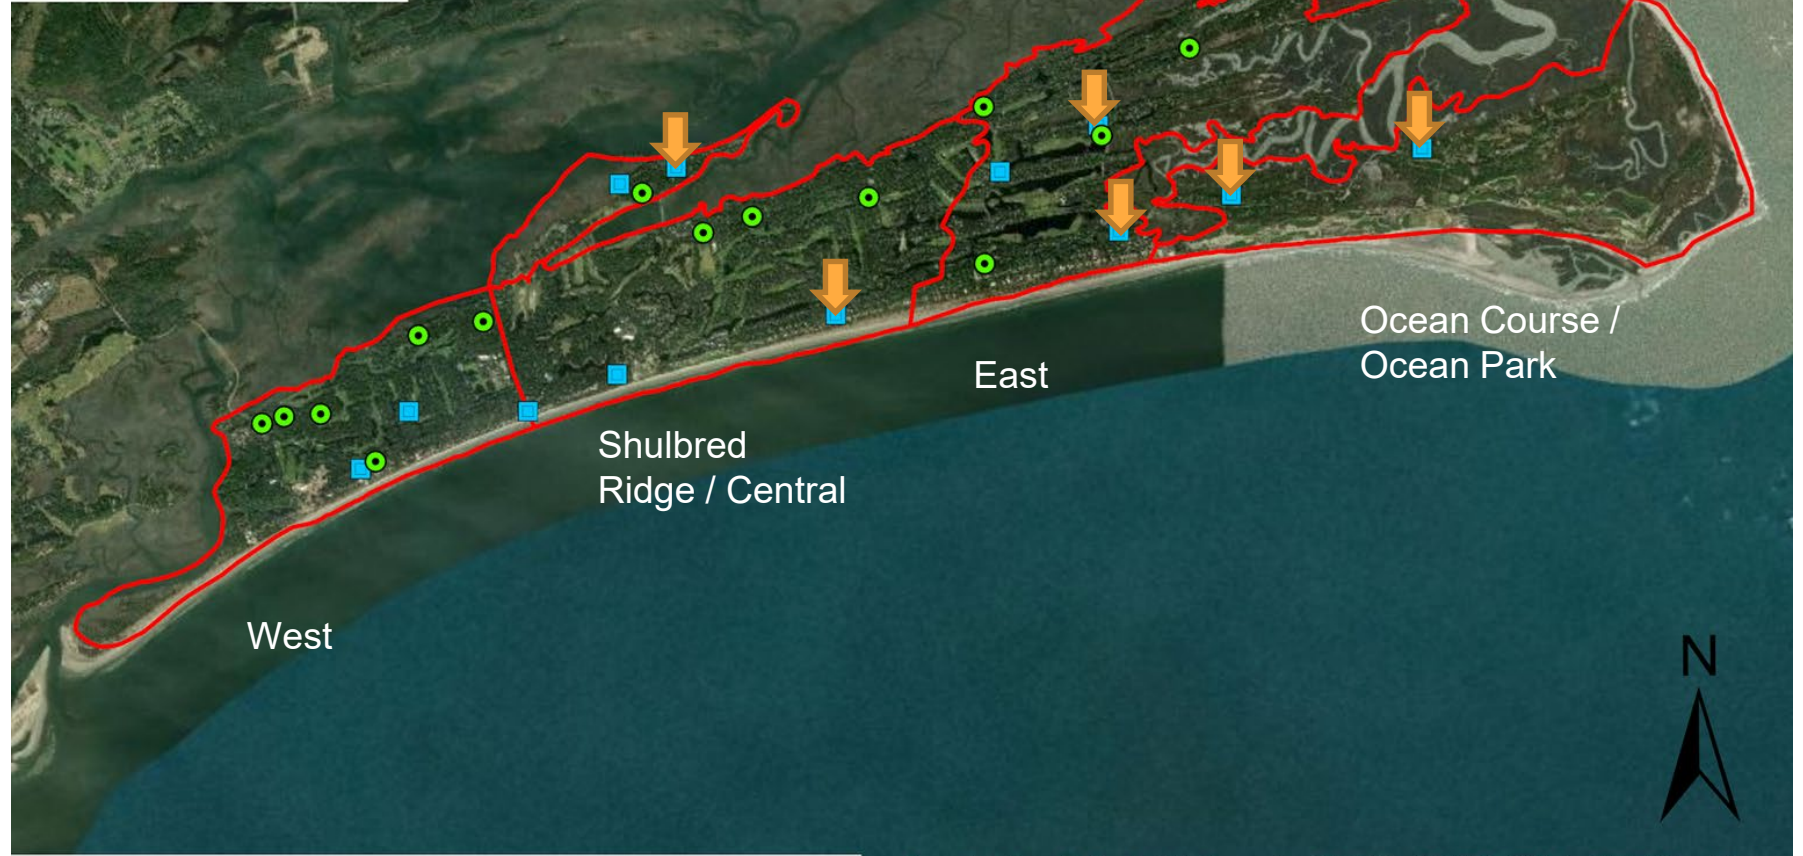 Ocean Course /
Ocean Park
East
Shulbred
Ridge / Central
West
N